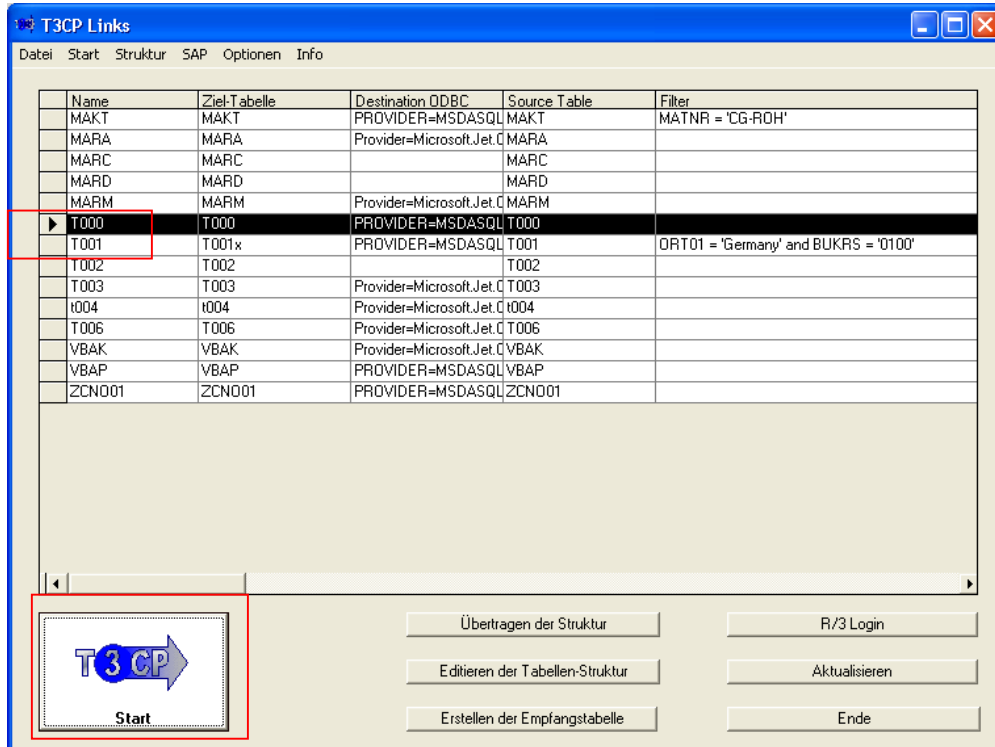 T3CP Links
Datei Start Struktur SAP Optionen Info
Name Ziel-Tabelle Destination ODBC Source Table Filter
MAKT MAKT PROVIDER=MSDASQL MAKT MATNR = 'CG-ROH'
MARA MARA Provider=Microsoft.Jet.O MARA
MARC MARC MARC
MARD MARD MARD
MARM MARM Provider=Microsoft.Jet.O MARM
T000 T000 PROVIDER=MSDASQL T000
T001 T001x PROVIDER=MSDASQL T001 ORT01 = 'Germany' and BUKRS = '0100'
T002 T002 T002
T003 T003 Provider=Microsoft.Jet.O T003
t004 t004 Provider=Microsoft.Jet.O t004
T006 T006 Provider=Microsoft.Jet.O T006
VBAK VBAK Provider=Microsoft.Jet.O VBAK
VBAP VBAP PROVIDER=MSDASQL VBAP
ZCNO01 ZCNO01 PROVIDER=MSDASQL ZCNO01
Übertragen der Struktur R/3 Login
T3CP
Editieren der Tabellen-Struktur Aktualisieren
Start Erstellen der Empfangstabelle Ende